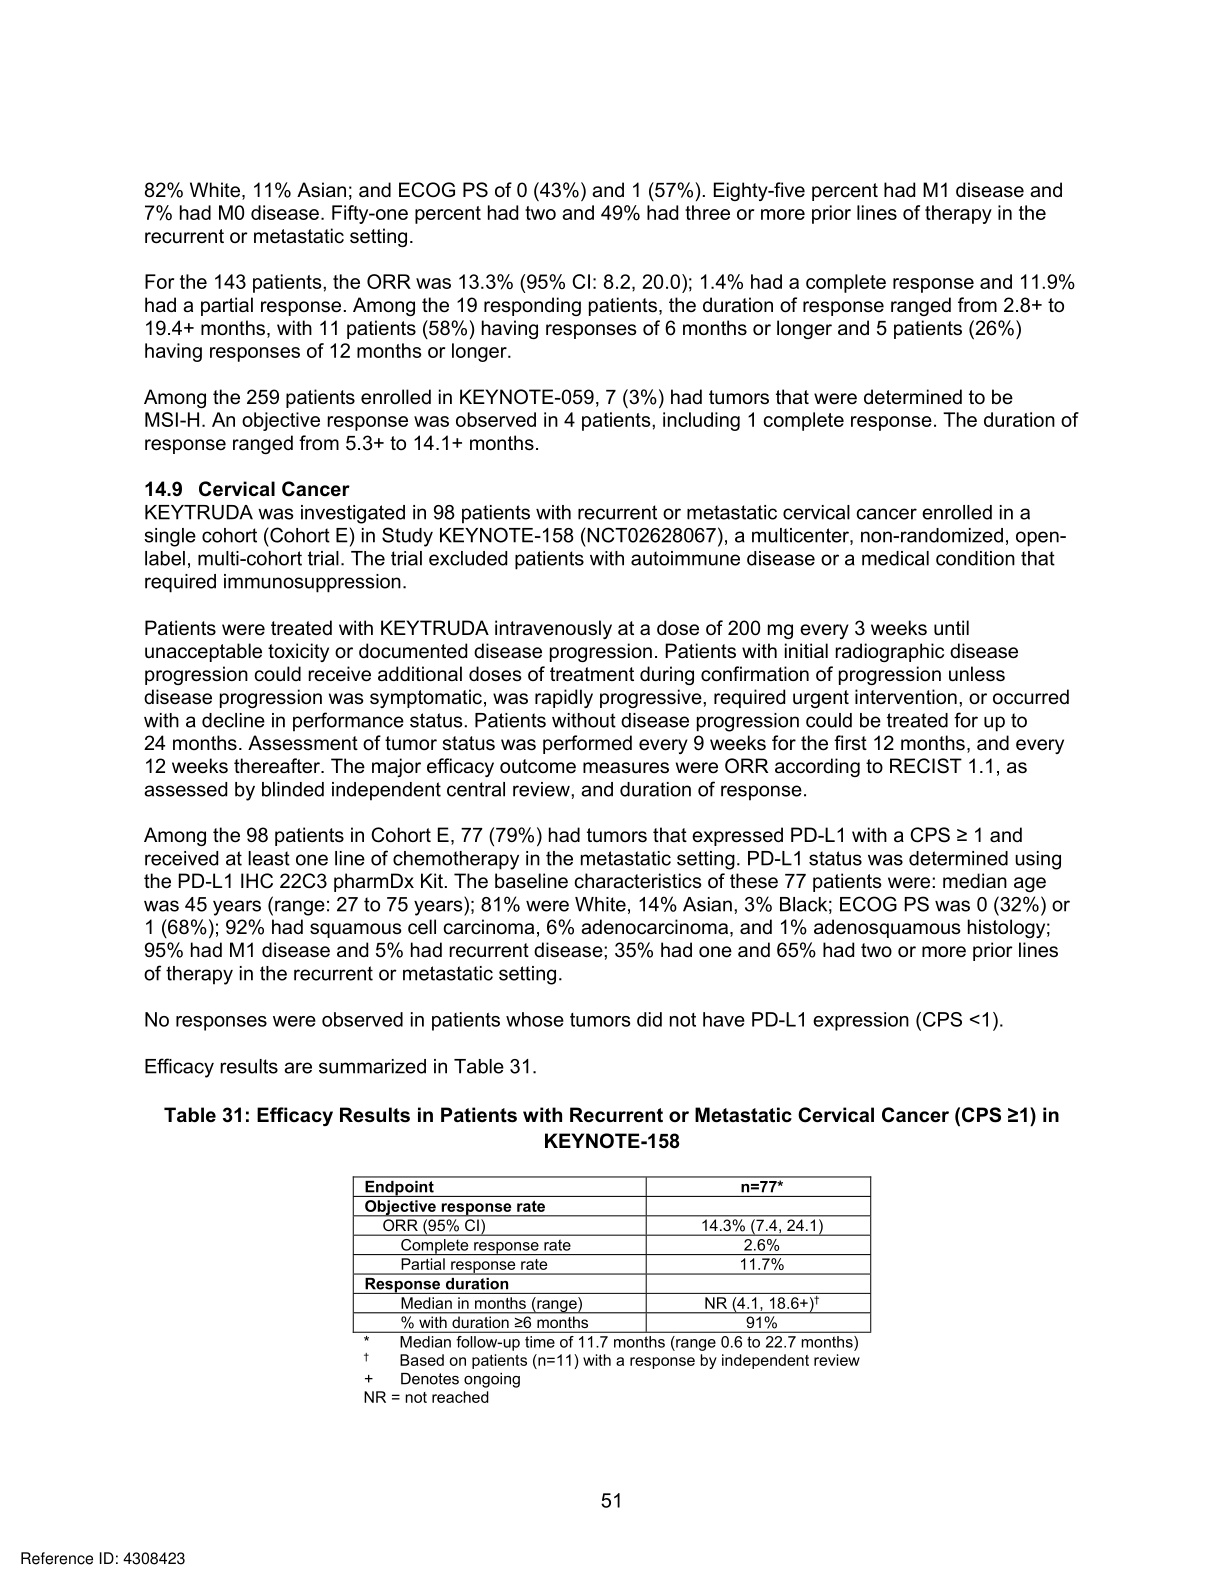 82% White, 11% Asian; and ECOG PS of 0 (43%) and 1 (57%). Eighty-five percent had M1 disease and
7% had M0 disease. Fifty-one percent had two and 49% had three or more prior lines of therapy in the
recurrent or metastatic setting.
For the 143 patients, the ORR was 13.3% (95% CI: 8.2, 20.0); 1.4% had a complete response and 11.9%
had a partial response. Among the 19 responding patients, the duration of response ranged from 2.8+ to
19.4+ months, with 11 patients (58%) having responses of 6 months or longer and 5 patients (26%)
having responses of 12 months or longer.
Among the 259 patients enrolled in KEYNOTE-059, 7 (3%) had tumors that were determined to be
MSI-H. An objective response was observed in 4 patients, including 1 complete response. The duration of
response ranged from 5.3+ to 14.1+ months.
14.9 Cervical Cancer
KEYTRUDA was investigated in 98 patients with recurrent or metastatic cervical cancer enrolled in a
single cohort (Cohort E) in Study KEYNOTE-158 (NCT02628067), a multicenter, non-randomized, open-
label, multi-cohort trial. The trial excluded patients with autoimmune disease or a medical condition that
required immunosuppression.
Patients were treated with KEYTRUDA intravenously at a dose of 200 mg every 3 weeks until
unacceptable toxicity or documented disease progression. Patients with initial radiographic disease
progression could receive additional doses of treatment during confirmation of progression unless
disease progression was symptomatic, was rapidly progressive, required urgent intervention, or occurred
with a decline in performance status. Patients without disease progression could be treated for up to
24 months. Assessment of tumor status was performed every 9 weeks for the first 12 months, and every
12 weeks thereafter. The major efficacy outcome measures were ORR according to RECIST 1.1, as
assessed by blinded independent central review, and duration of response.
Among the 98 patients in Cohort E, 77 (79%) had tumors that expressed PD-L1 with a CPS ≥ 1 and
received at least one line of chemotherapy in the metastatic setting. PD-L1 status was determined using
the PD-L1 IHC 22C3 pharmDx Kit. The baseline characteristics of these 77 patients were: median age
was 45 years (range: 27 to 75 years); 81% were White, 14% Asian, 3% Black; ECOG PS was 0 (32%) or
1 (68%); 92% had squamous cell carcinoma, 6% adenocarcinoma, and 1% adenosquamous histology;
95% had M1 disease and 5% had recurrent disease; 35% had one and 65% had two or more prior lines
of therapy in the recurrent or metastatic setting.
No responses were observed in patients whose tumors did not have PD-L1 expression (CPS <1).
Efficacy results are summarized in Table 31.
Table 31: Efficacy Results in Patients with Recurrent or Metastatic Cervical Cancer (CPS ≥1) in
KEYNOTE-158
Endpoint n=77*
Objective response rate
ORR (95% CI) 14.3% (7.4, 24.1)
Complete response rate 2.6%
Partial response rate 11.7%
Response duration
Median in months (range) NR (4.1, 18.6+)†
% with duration ≥6 months 91%
* Median follow-up time of 11.7 months (range 0.6 to 22.7 months)
† Based on patients (n=11) with a response by independent review
+ Denotes ongoing
NR = not reached
51
Reference ID: 4308423